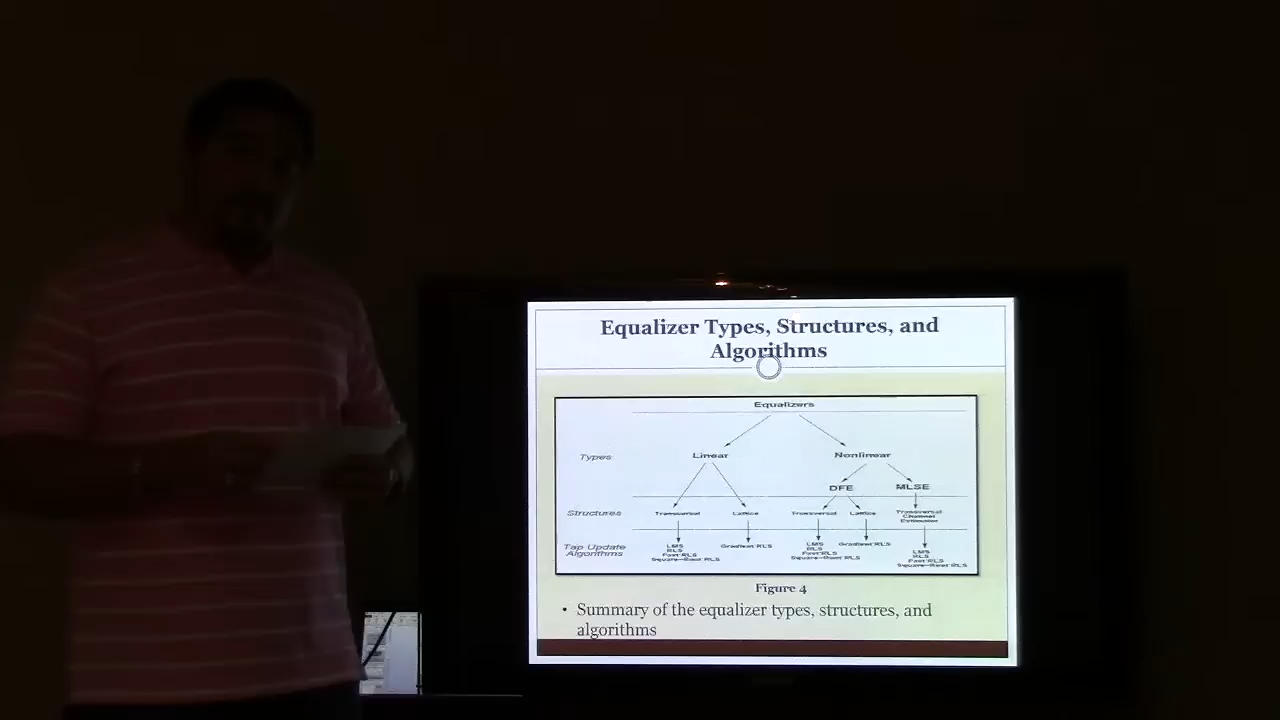 Equalizer Types, Structures, and
Algorithms
Equalizers
Types
Linear
Nonlinear
DFE
MLSE
Structures
Transversal
Lattice
Transversal
Lattice
Transversal
Channel
Estimator
Tap Update
Algorithms
LMS
RLS
Fast RLS
Square-Root RLS
Gradient RLS
LMS
RLS
Fast RLS
Square-Root RLS
Gradient RLS
LMS
RLS
Fast RLS
Square-Root RLS
Figure 4
• Summary of the equalizer types, structures, and
algorithms